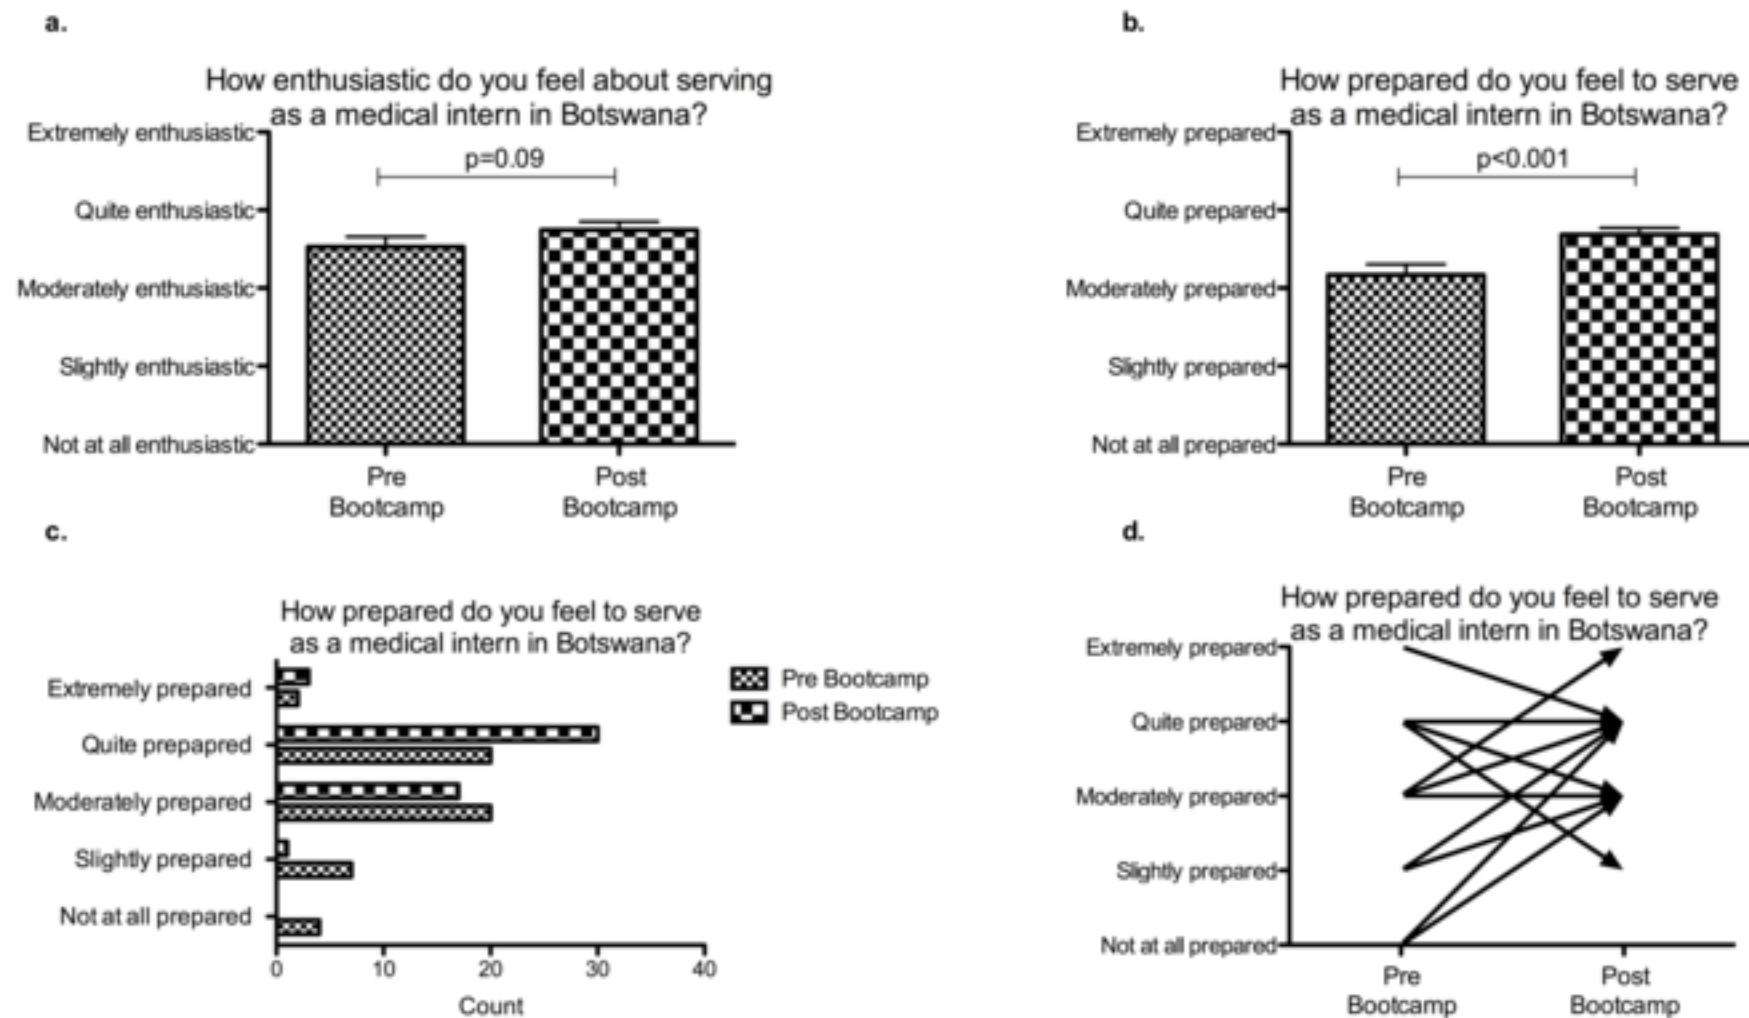 a.
How enthusiastic do you feel about serving
as a medical intern in Botswana?
Extremely enthusiastic
p=0.09
Quite enthusiastic
Moderately enthusiastic
Slightly enthusiastic
Not at all enthusiastic
Pre
Bootcamp
Post
Bootcamp
b.
How prepared do you feel to serve
as a medical intern in Botswana?
Extremely prepared
p<0.001
Quite prepared
Moderately prepared
Slightly prepared
Not at all prepared
Pre
Bootcamp
Post
Bootcamp
c.
How prepared do you feel to serve
as a medical intern in Botswana?
Extremely prepared
Quite prepapred
Moderately prepared
Slightly prepared
Not at all prepared
0 10 20 30 40
Count
Pre Bootcamp
Post Bootcamp
d.
How prepared do you feel to serve
as a medical intern in Botswana?
Extremely prepared
Quite prepared
Moderately prepared
Slightly prepared
Not at all prepared
Pre
Bootcamp
Post
Bootcamp